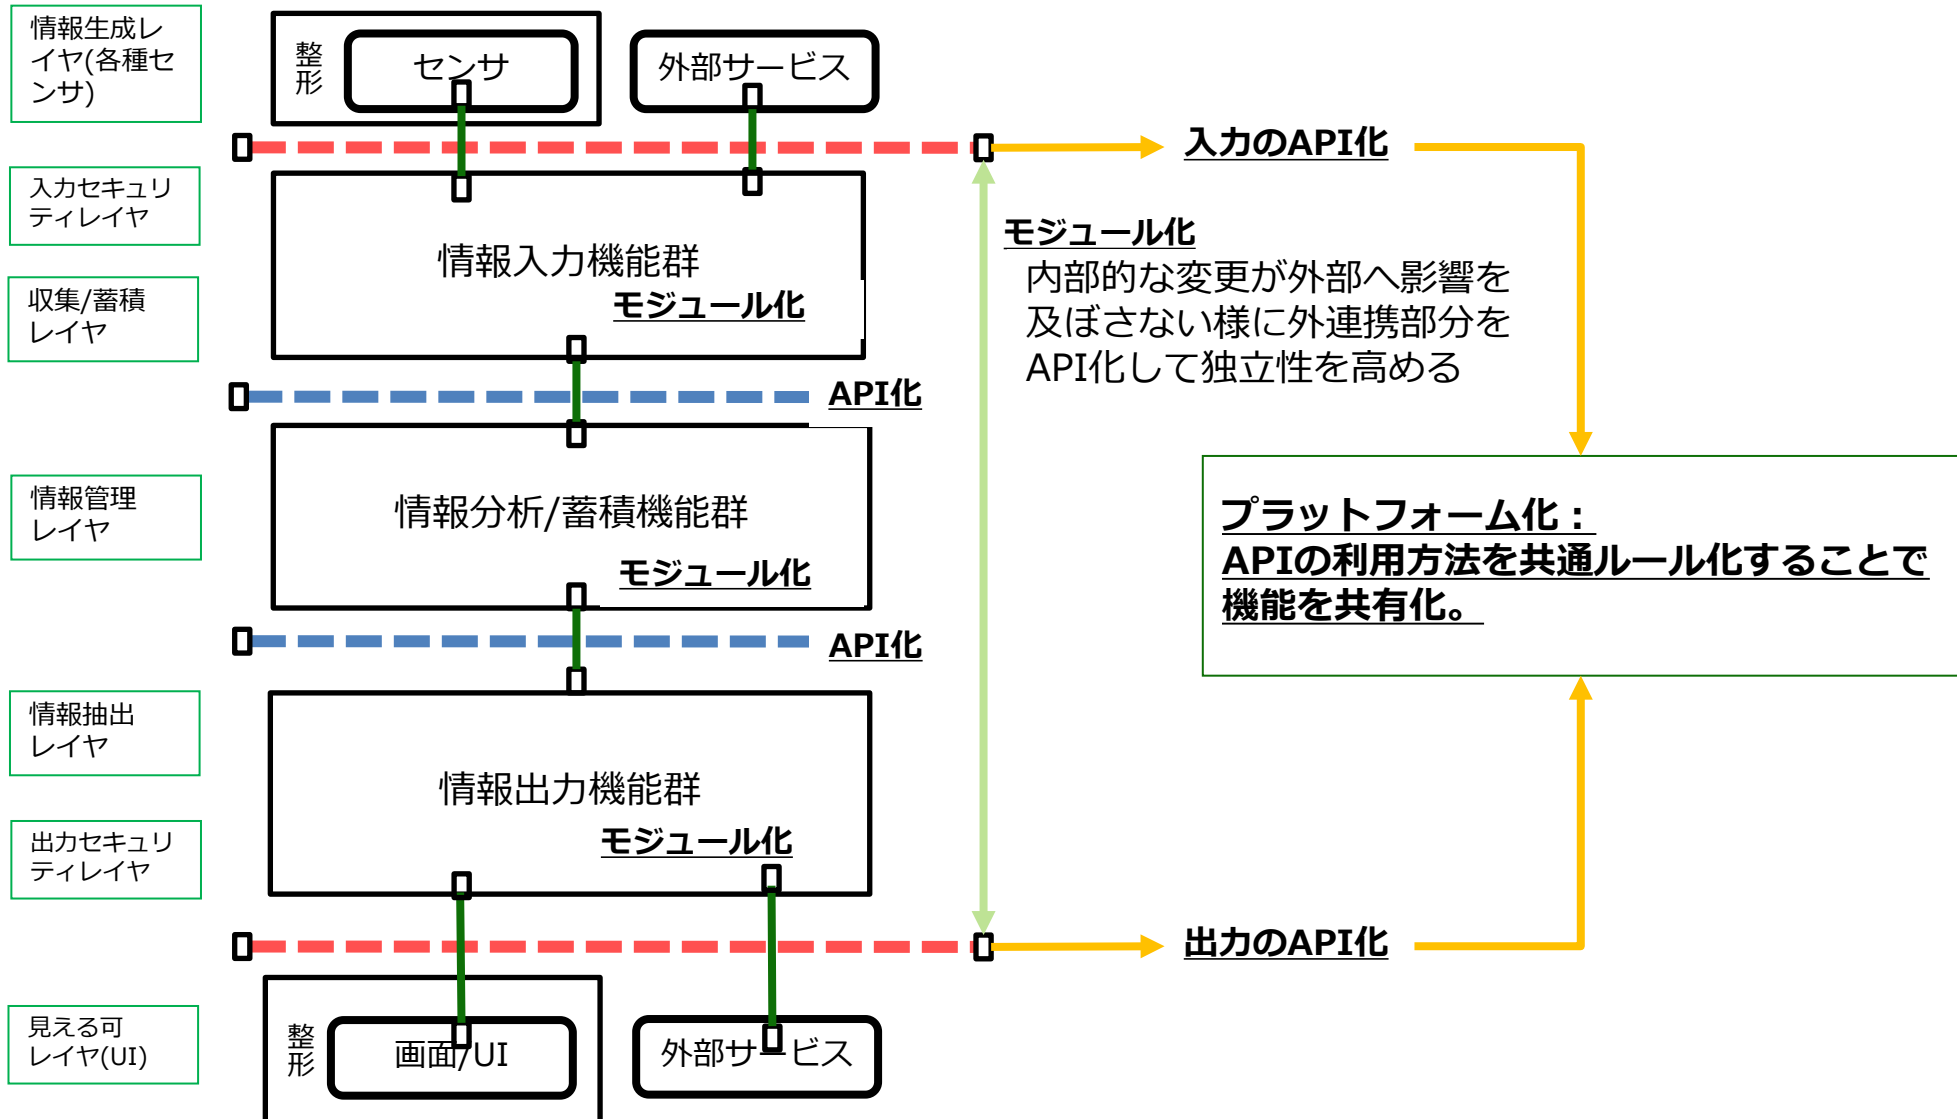 情報生成レ
イヤ(各種セ
ンサ)
整形
センサ
外部サービス
入力のAPI化
入力セキュリ
ティレイヤ
情報入力機能群
モジュール化
収集/蓄積
レイヤ
モジュール化
内部的な変更が外部へ影響を
及ぼさない様に外連携部分を
API化して独立性を高める
API化
情報管理
レイヤ
情報分析/蓄積機能群
モジュール化
プラットフォーム化：
APIの利用方法を共通ルール化することで
機能を共有化。
API化
情報抽出
レイヤ
情報出力機能群
モジュール化
出力セキュリ
ティレイヤ
出力のAPI化
見える可
レイヤ(UI)
整形
画面/UI
外部サービス